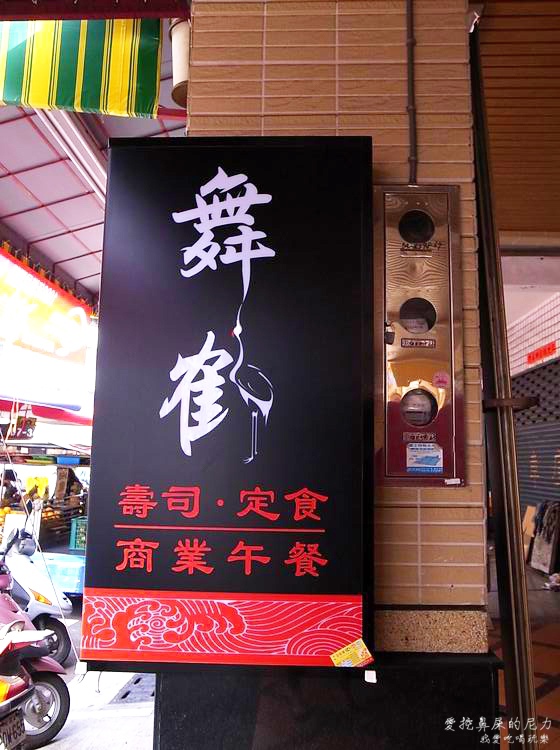 舞鶴
壽司·定食
商業午餐
愛挖鼻屎的尼力
我愛吃喝玩樂